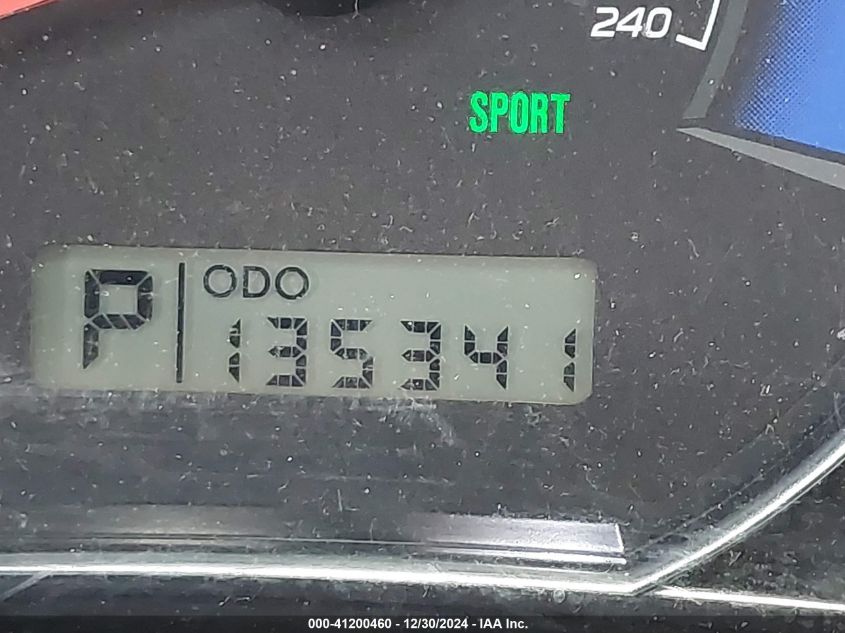 240
SPORT
P ODO
135341
000-41200460 - 12/30/2024 - IAA Inc.